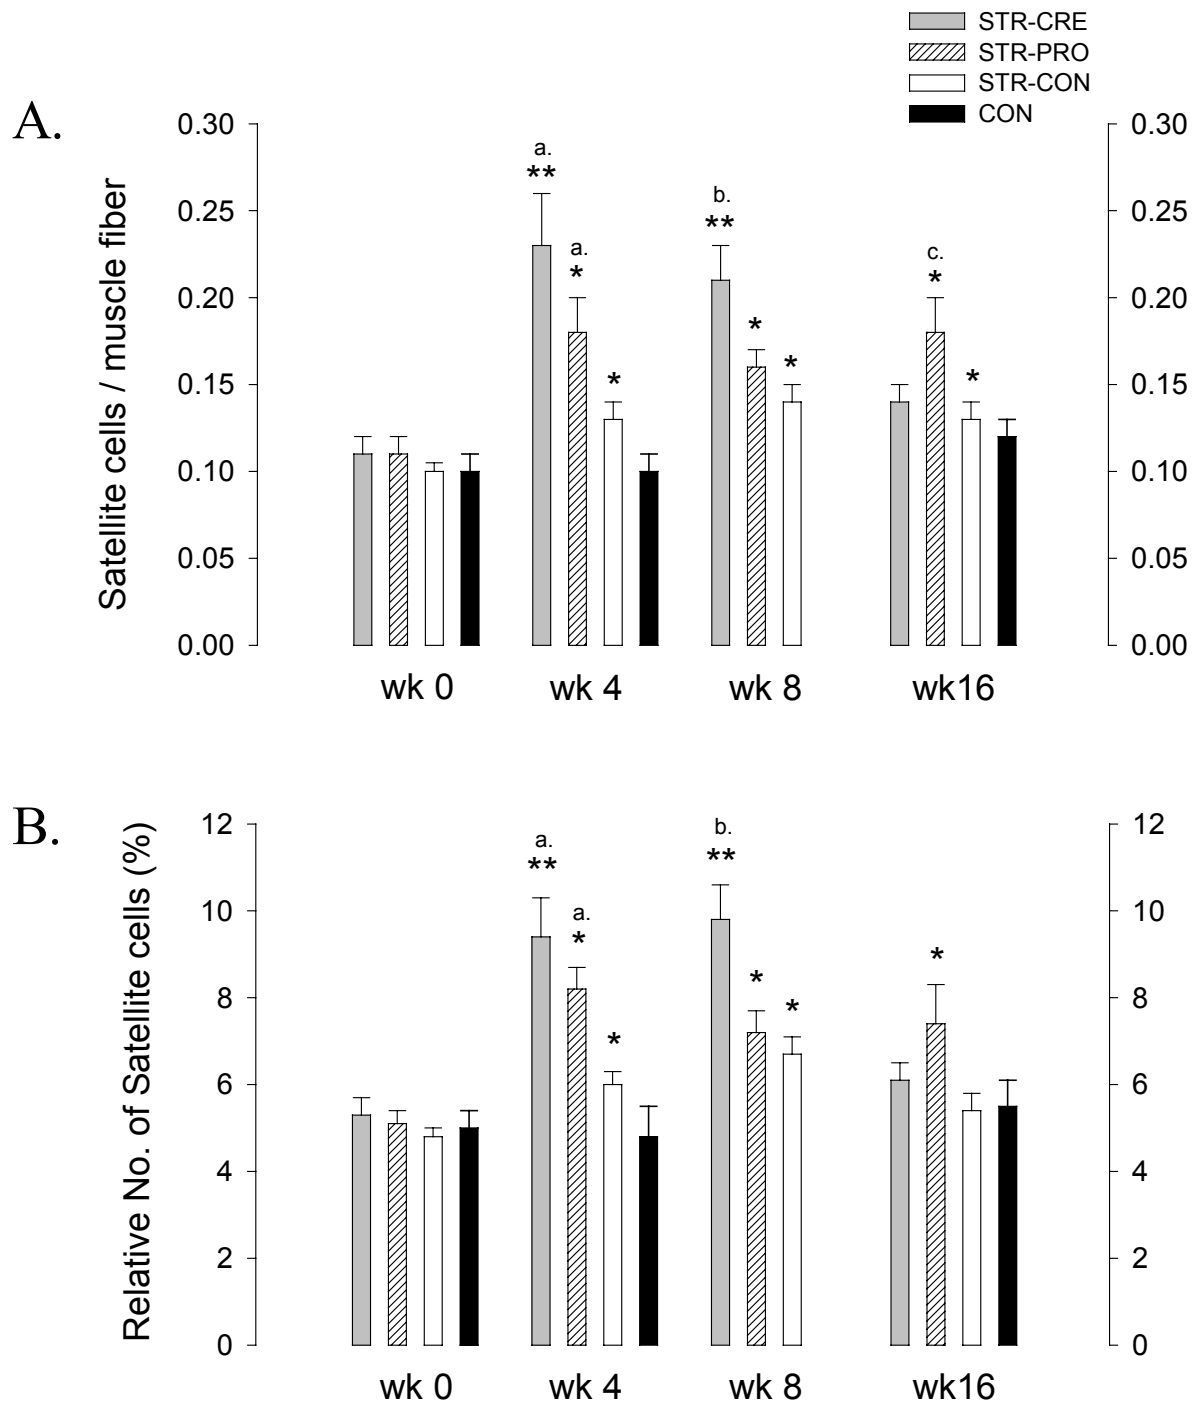 STR-CRE
STR-PRO
STR-CON
CON
A.
Satellite cells / muscle fiber
0.30
0.25
0.20
0.15
0.10
0.05
0.00
a.
**
a.
*
*
b.
**
*
*
c.
*
*
0.30
0.25
0.20
0.15
0.10
0.05
0.00
wk 0 wk 4 wk 8 wk16
B.
Relative No. of Satellite cells (%)
12
10
8
6
4
2
0
a.
**
a.
*
*
b.
**
*
*
*
12
10
8
6
4
2
0
wk 0 wk 4 wk 8 wk16